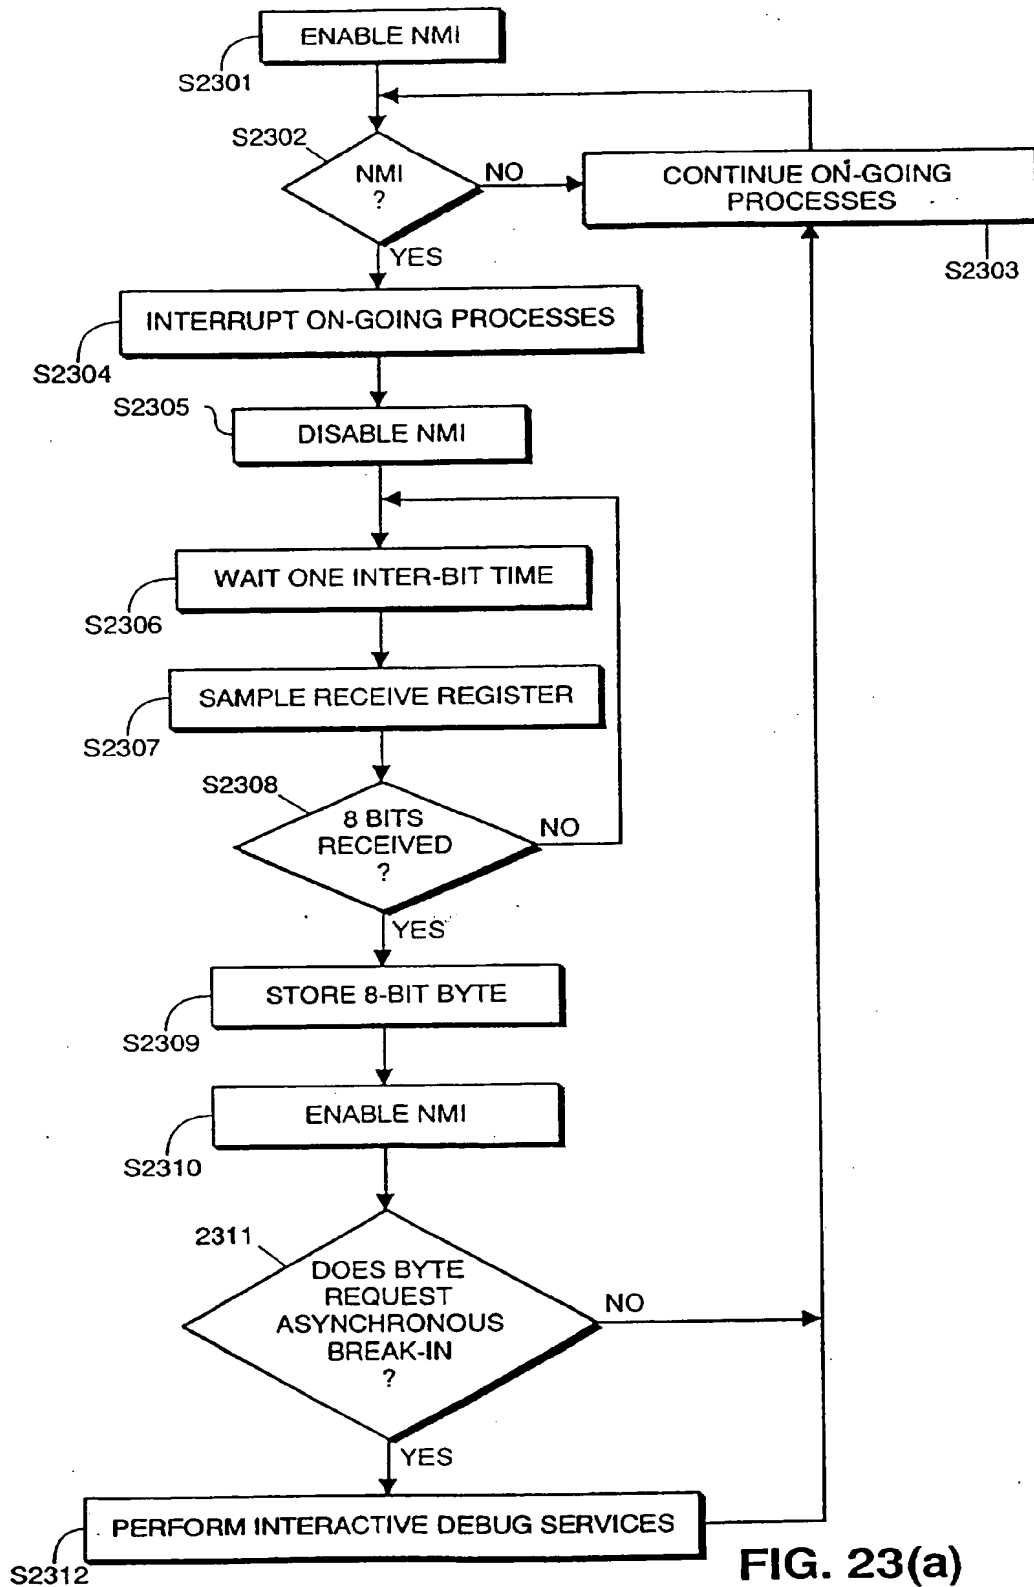 ENABLE NMI
S2301
S2302
NMI
?
NO
CONTINUE ON-GOING
PROCESSES
S2303
YES
INTERRUPT ON-GOING PROCESSES
S2304
S2305
DISABLE NMI
WAIT ONE INTER-BIT TIME
S2306
SAMPLE RECEIVE REGISTER
S2307
S2308
8 BITS
RECEIVED
?
NO
YES
STORE 8-BIT BYTE
S2309
ENABLE NMI
S2310
2311
DOES BYTE
REQUEST
ASYNCHRONOUS
BREAK-IN
?
NO
YES
PERFORM INTERACTIVE DEBUG SERVICES
S2312
FIG. 23(a)